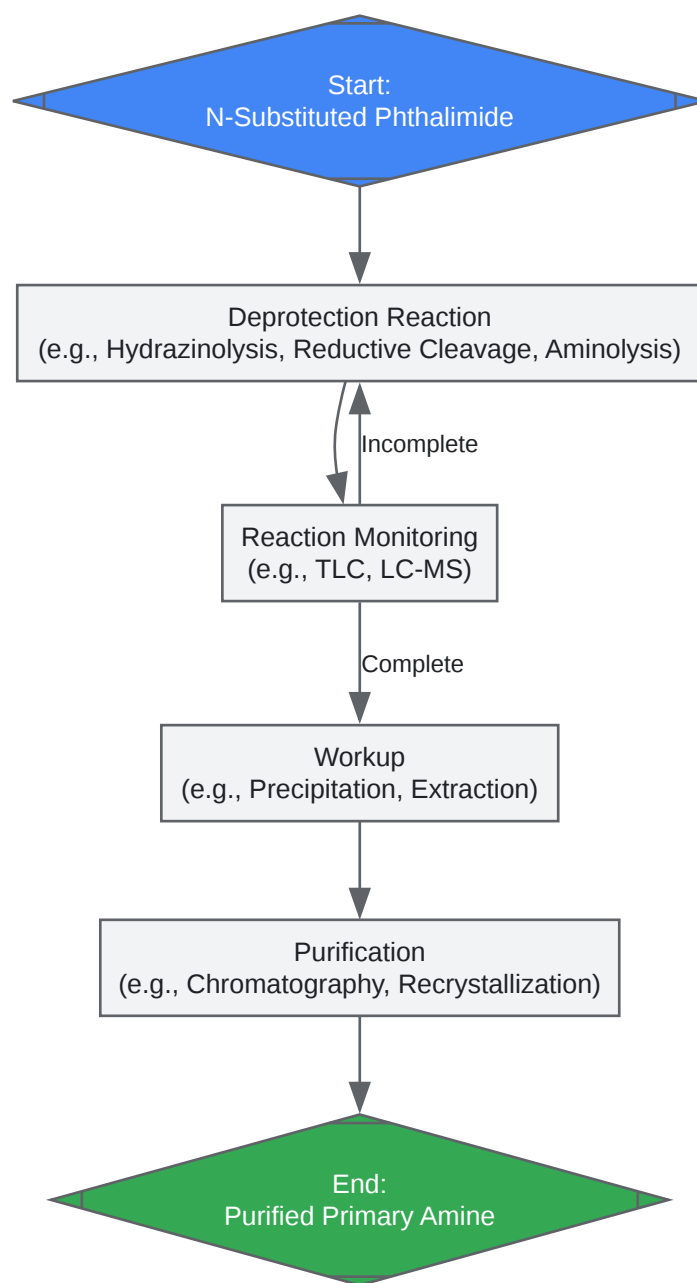 Start:
N-Substituted Phthalimide
Deprotection Reaction
(e.g., Hydrazinolysis, Reductive Cleavage, Aminolysis)
Incomplete
Reaction Monitoring
(e.g., TLC, LC-MS)
Complete
Workup
(e.g., Precipitation, Extraction)
Purification
(e.g., Chromatography, Recrystallization)
End:
Purified Primary Amine